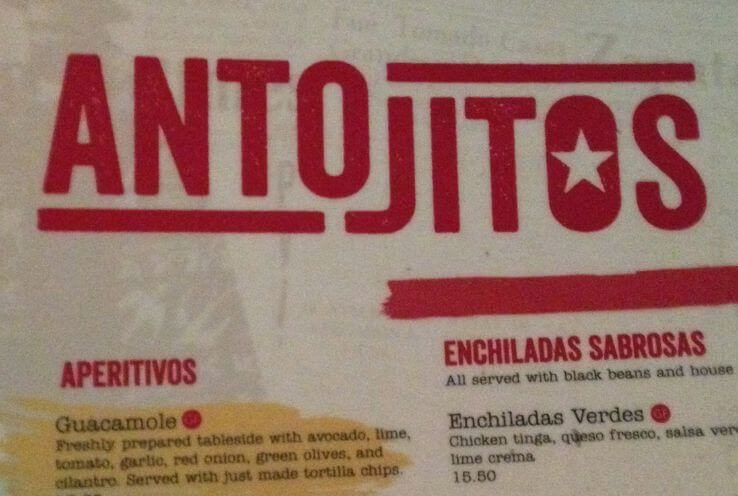 ANTOJITOS
APERITIVOS
Guacamole GF
Freshly prepared tableside with avocado, lime,
tomato, garlic, red onion, green olives, and
cilantro. Served with just made tortilla chips.
ENCHILADAS SABROSAS
All served with black beans and house
Enchiladas Verdes GF
Chicken tinga, queso fresco, salsa
lime crema
15.50